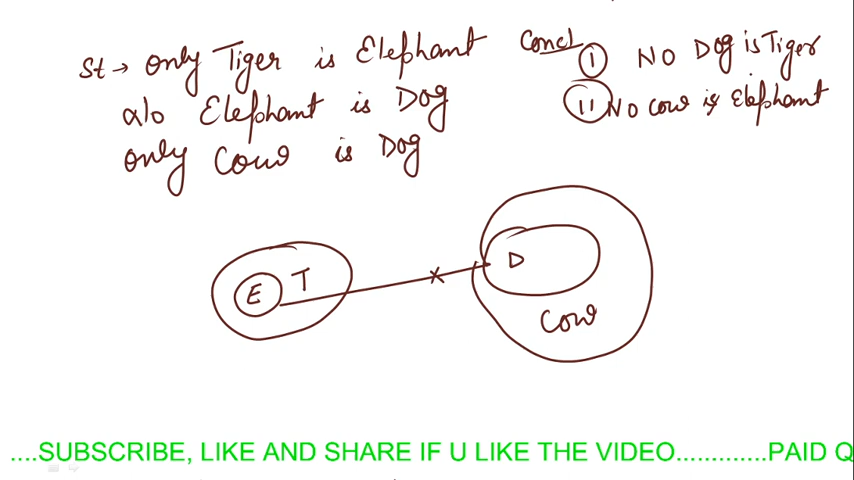 St → only Tiger is Elephant
No Elephant is Dog
only Cow is Dog
Concl
I No Dog is Tiger
II No cow is Elephant
E T
D
Cow
....SUBSCRIBE, LIKE AND SHARE IF U LIKE THE VIDEO.............PAID Q